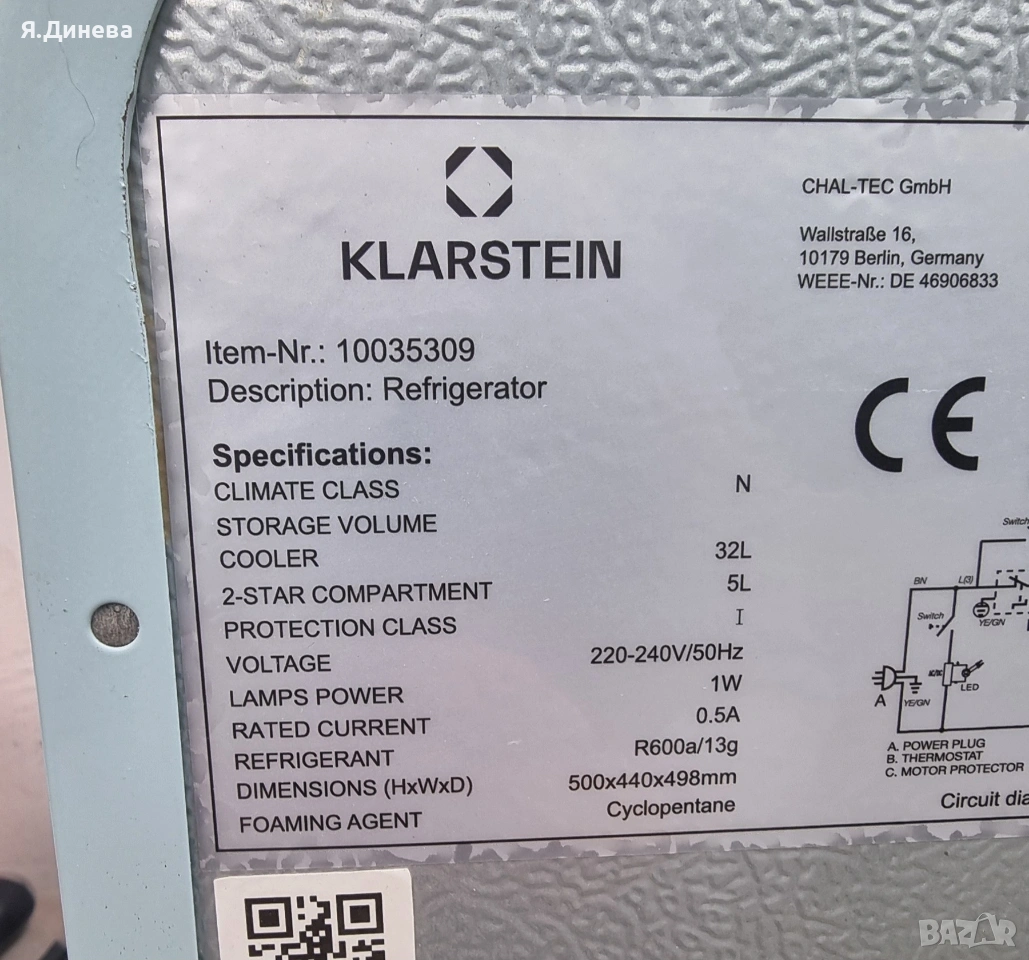 Я.Динева
KLARSTEIN
CHAL-TEC GmbH
Wallstraße 16,
10179 Berlin, Germany
WEEE-Nr.: DE 46906833
Item-Nr.: 10035309
Description: Refrigerator
CE
Specifications:
CLIMATE CLASS N
STORAGE VOLUME
COOLER 32L
2-STAR COMPARTMENT 5L
PROTECTION CLASS I
VOLTAGE 220-240V/50Hz
LAMPS POWER 1W
RATED CURRENT 0.5A
REFRIGERANT R600a/13g
DIMENSIONS (HxWxD) 500x440x498mm
FOAMING AGENT Cyclopentane
Switch
BN L(3)
Switch
YE/GN
LED
A YE/GN
A. POWER PLUG
B. THERMOSTAT
C. MOTOR PROTECTOR
Circuit dia
BAZAR